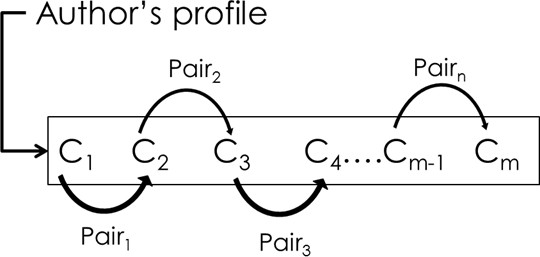 Author's profile
Pair₂ Pairₙ
C₁ C₂ C₃ C₄....Cₘ₋₁ Cₘ
Pair₁ Pair₃